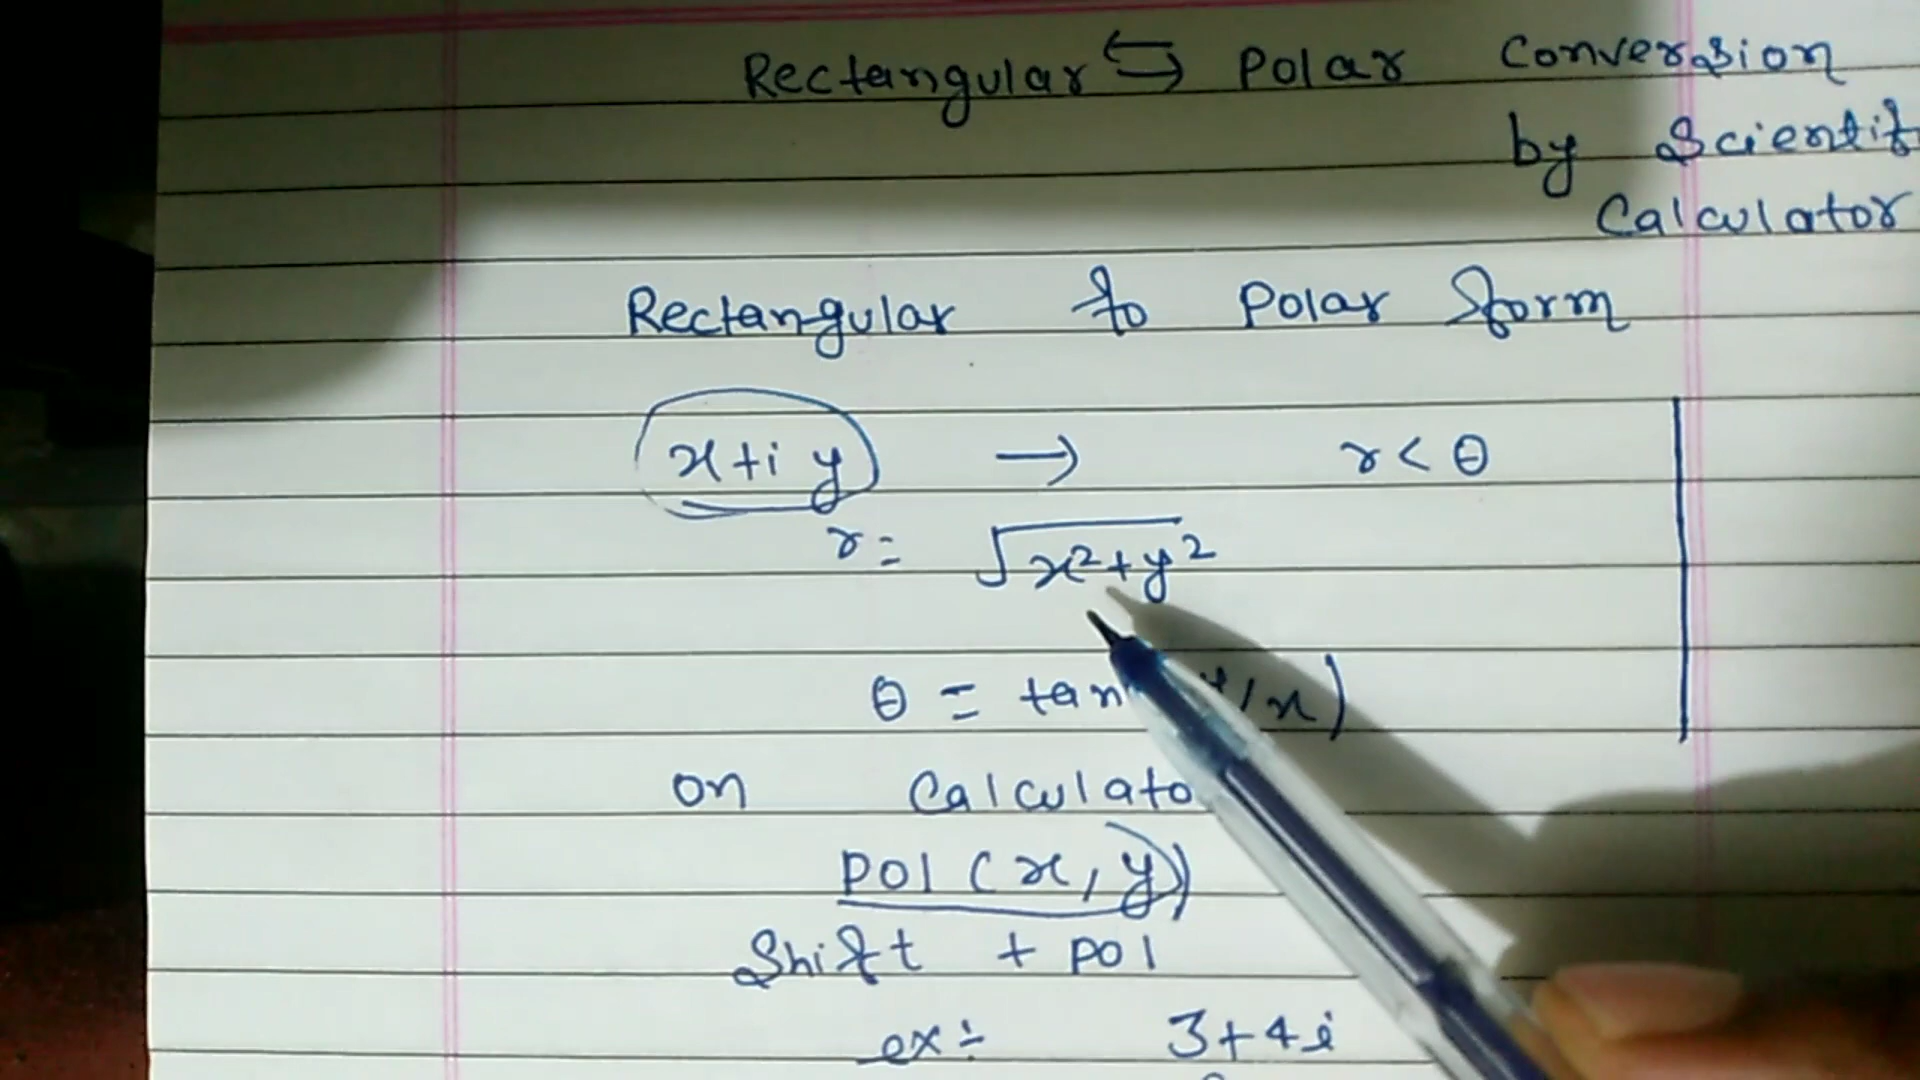 Rectangular ⇆ Polar Conversion
by Scientif
Calculator
Rectangular to Polar form
x+iy → r<θ
r= √x²+y²
θ = tan /x)
on Calculato
Pol (x,y)
Shift + Pol
ex÷ 3+4i